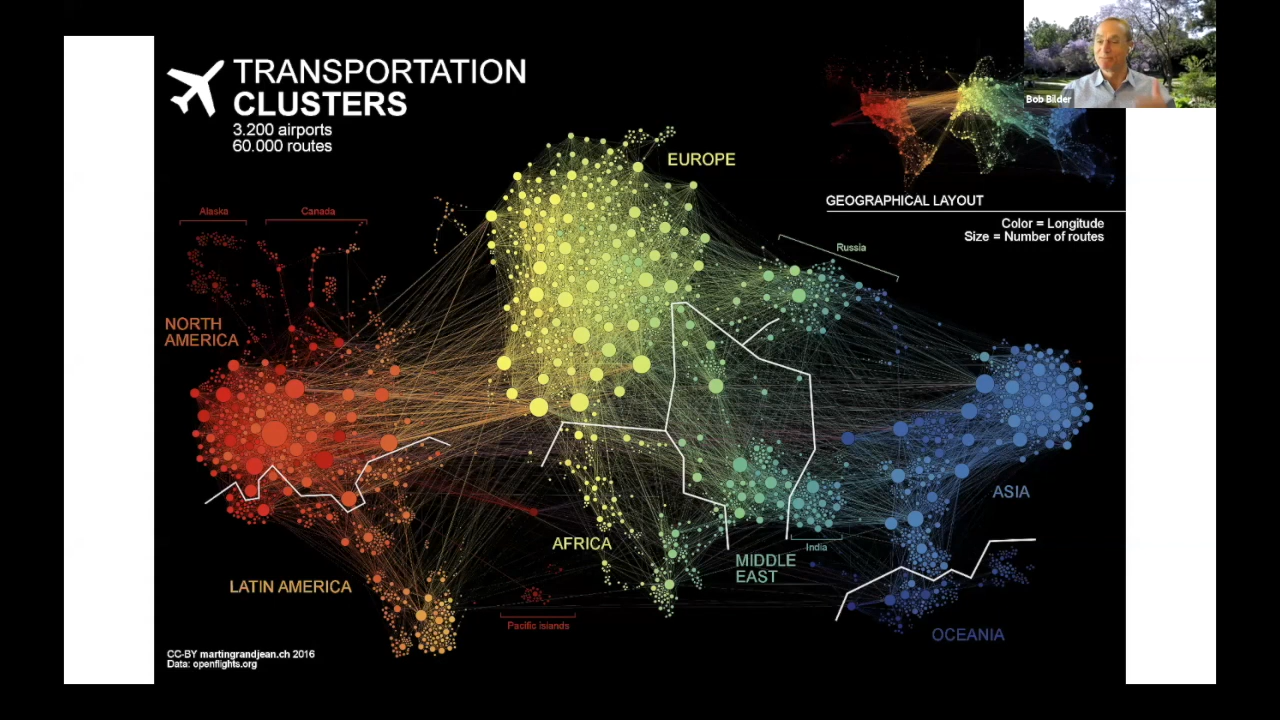 TRANSPORTATION
CLUSTERS
3.200 airports
60.000 routes
Bob Bilder
EUROPE
GEOGRAPHICAL LAYOUT
Color = Longitude
Size = Number of routes
Alaska
Canada
Russia
NORTH
AMERICA
ASIA
AFRICA
India
MIDDLE
EAST
LATIN AMERICA
Pacific islands
OCEANIA
CC-BY martingrandjean.ch 2016
Data: openflights.org